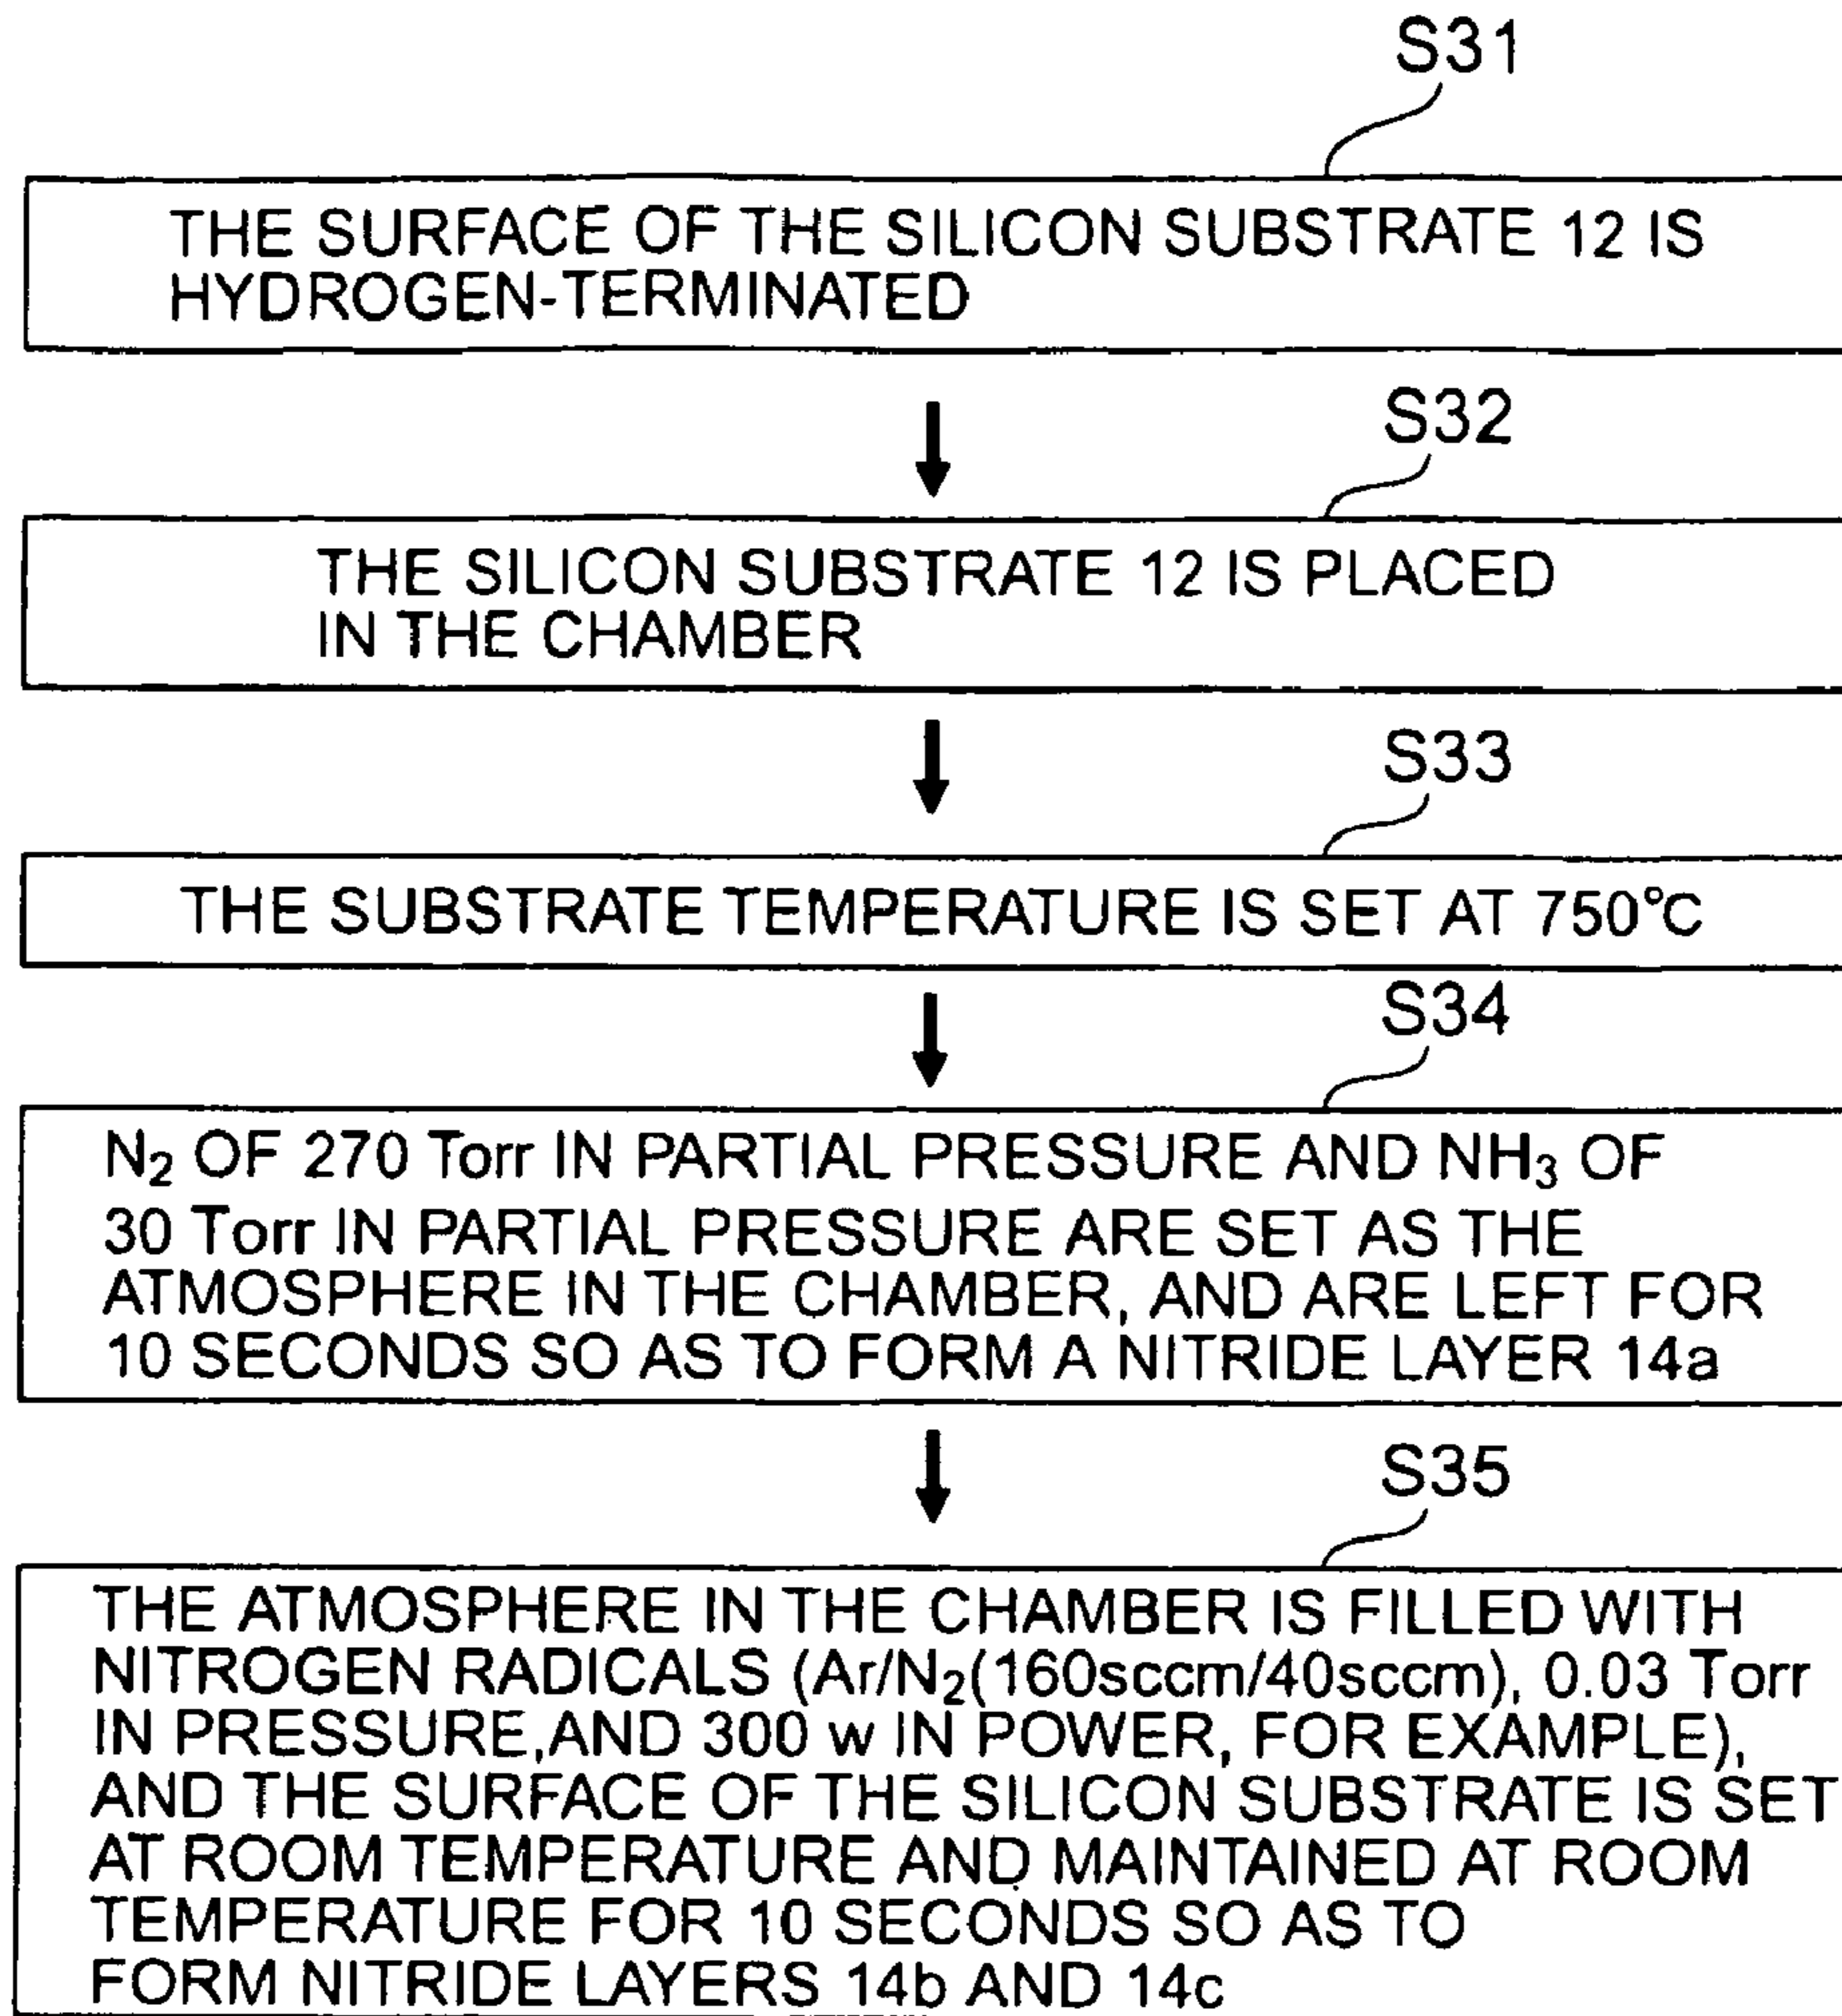 S31
THE SURFACE OF THE SILICON SUBSTRATE 12 IS
HYDROGEN-TERMINATED
S32
THE SILICON SUBSTRATE 12 IS PLACED
IN THE CHAMBER
S33
THE SUBSTRATE TEMPERATURE IS SET AT 750°C
S34
N₂ OF 270 Torr IN PARTIAL PRESSURE AND NH₃ OF
30 Torr IN PARTIAL PRESSURE ARE SET AS THE
ATMOSPHERE IN THE CHAMBER, AND ARE LEFT FOR
10 SECONDS SO AS TO FORM A NITRIDE LAYER 14a
S35
THE ATMOSPHERE IN THE CHAMBER IS FILLED WITH
NITROGEN RADICALS (Ar/N₂(160sccm/40sccm), 0.03 Torr
IN PRESSURE,AND 300 w IN POWER, FOR EXAMPLE),
AND THE SURFACE OF THE SILICON SUBSTRATE IS SET
AT ROOM TEMPERATURE AND MAINTAINED AT ROOM
TEMPERATURE FOR 10 SECONDS SO AS TO
FORM NITRIDE LAYERS 14b AND 14c